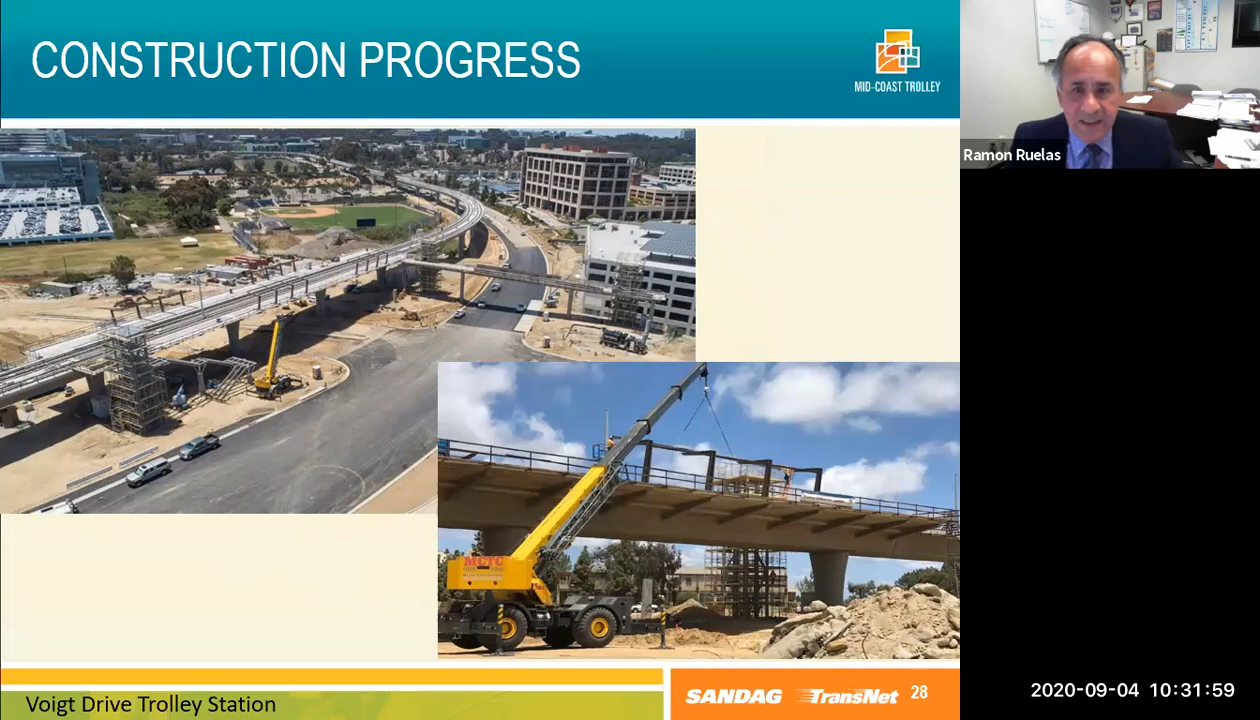 CONSTRUCTION PROGRESS
MID-COAST TROLLEY
Ramon Ruelas
MCTC
Voigt Drive Trolley Station
SANDAG TransNet 28
2020-09-04 10:31:59